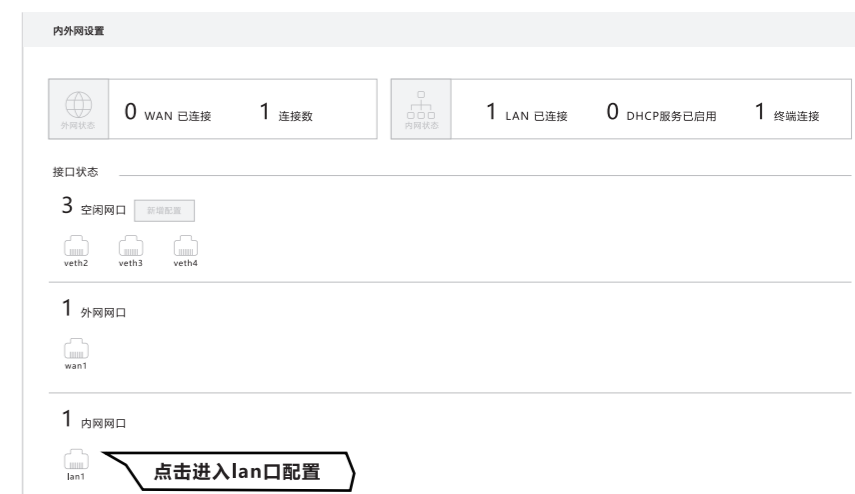 内外网设置
外网状态 0 WAN 已连接 1 连接数 内网状态 1 LAN 已连接 0 DHCP服务已启用 1 终端连接
接口状态
3 空闲网口 新增配置
veth2 veth3 veth4
1 外网网口
wan1
1 内网网口
lan1 点击进入lan口配置